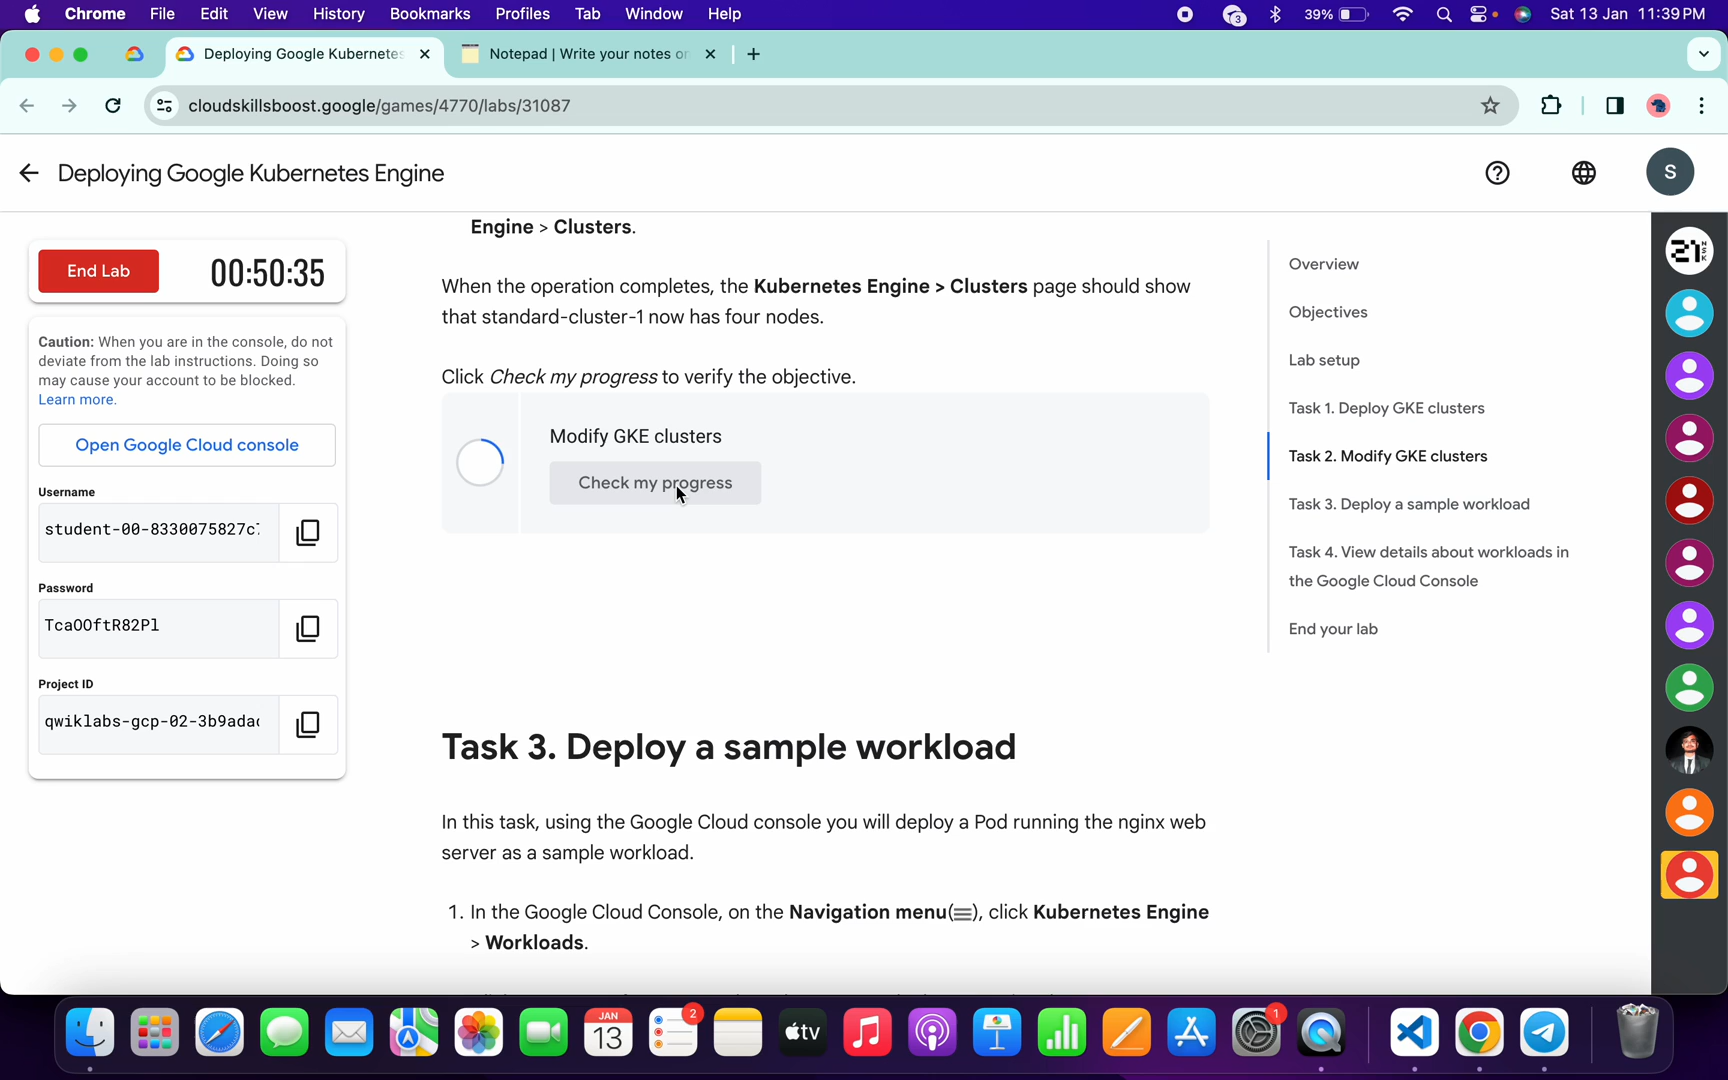 Chrome File Edit View History Bookmarks Profiles Tab Window Help 3 39% Sat 13 Jan 11:39 PM
Deploying Google Kubernetes Notepad | Write your notes on
cloudskillsboost.google/games/4770/labs/31087
Deploying Google Kubernetes Engine S
End Lab 00:50:35
Caution: When you are in the console, do not
deviate from the lab instructions. Doing so
may cause your account to be blocked.
Learn more.
Open Google Cloud console
Username
student-00-8330075827c
Password
TcaOOftR82Pl
Project ID
qwiklabs-gcp-02-3b9ada
Engine > Clusters.
When the operation completes, the Kubernetes Engine > Clusters page should show
that standard-cluster-1 now has four nodes.
Click Check my progress to verify the objective.
Modify GKE clusters
Check my progress
Task 3. Deploy a sample workload
In this task, using the Google Cloud console you will deploy a Pod running the nginx web
server as a sample workload.
1. In the Google Cloud Console, on the Navigation menu(≡), click Kubernetes Engine
> Workloads.
Overview
Objectives
Lab setup
Task 1. Deploy GKE clusters
Task 2. Modify GKE clusters
Task 3. Deploy a sample workload
Task 4. View details about workloads in
the Google Cloud Console
End your lab
21
JAN
13
2
tv
1